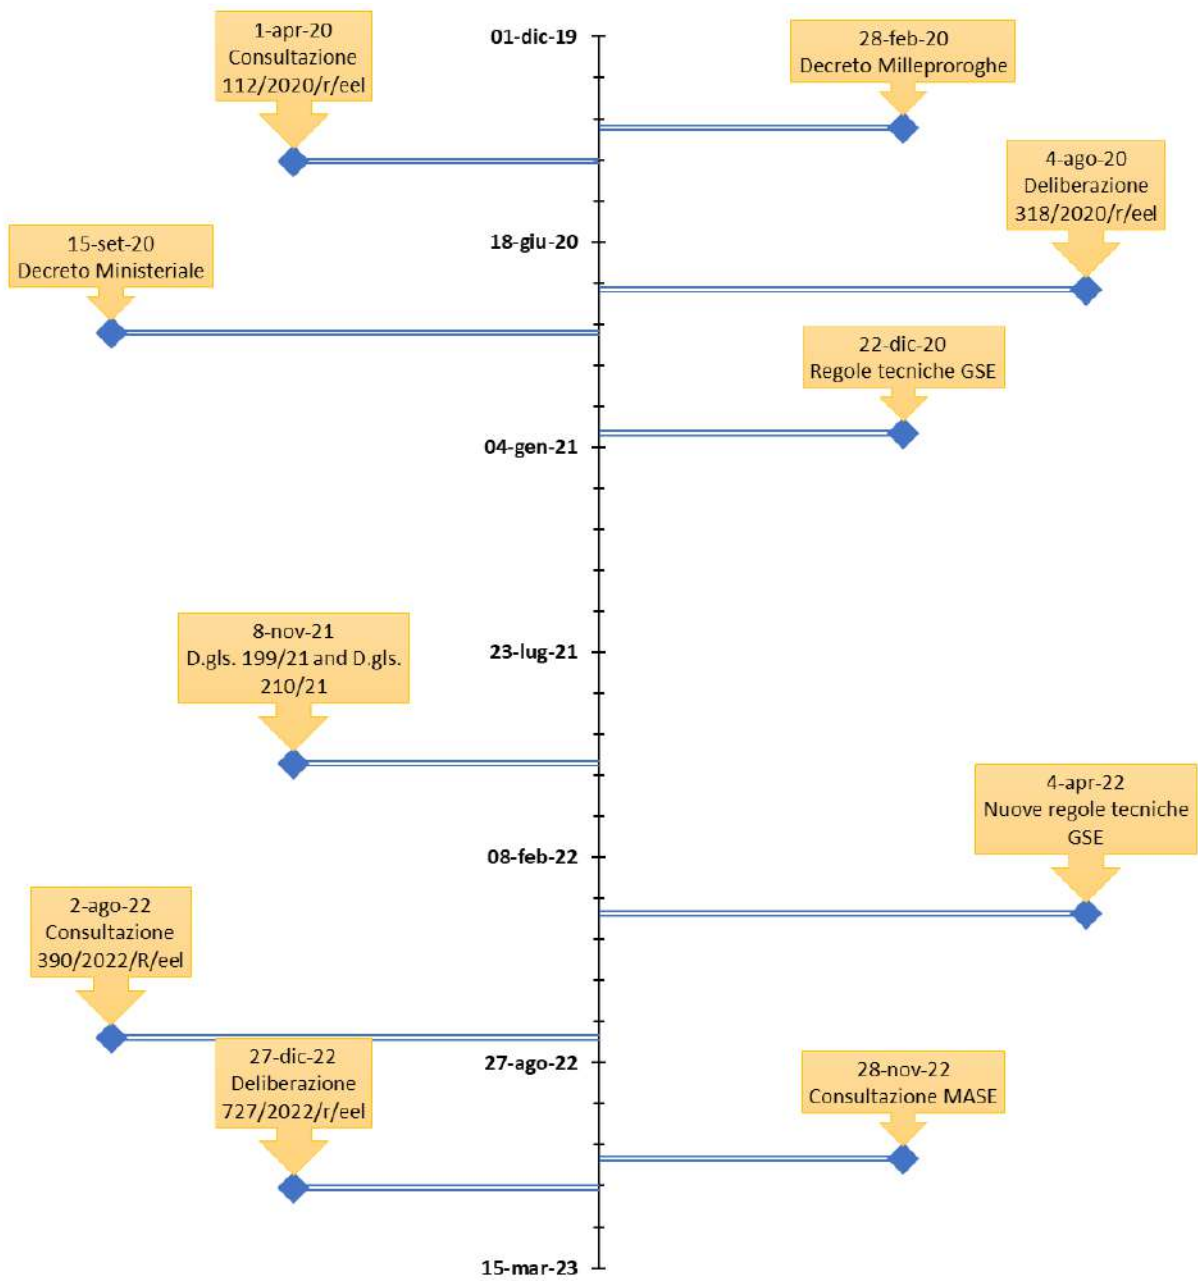 01-dic-19
28-feb-20
Decreto Milleproroghe
1-apr-20
Consultazione
112/2020/r/eel
18-giu-20
4-ago-20
Deliberazione
318/2020/r/eel
15-set-20
Decreto Ministeriale
22-dic-20
Regole tecniche GSE
04-gen-21
23-lug-21
8-nov-21
D.gls. 199/21 and D.gls.
210/21
08-feb-22
4-apr-22
Nuove regole tecniche
GSE
2-ago-22
Consultazione
390/2022/R/eel
27-ago-22
28-nov-22
Consultazione MASE
27-dic-22
Deliberazione
727/2022/r/eel
15-mar-23